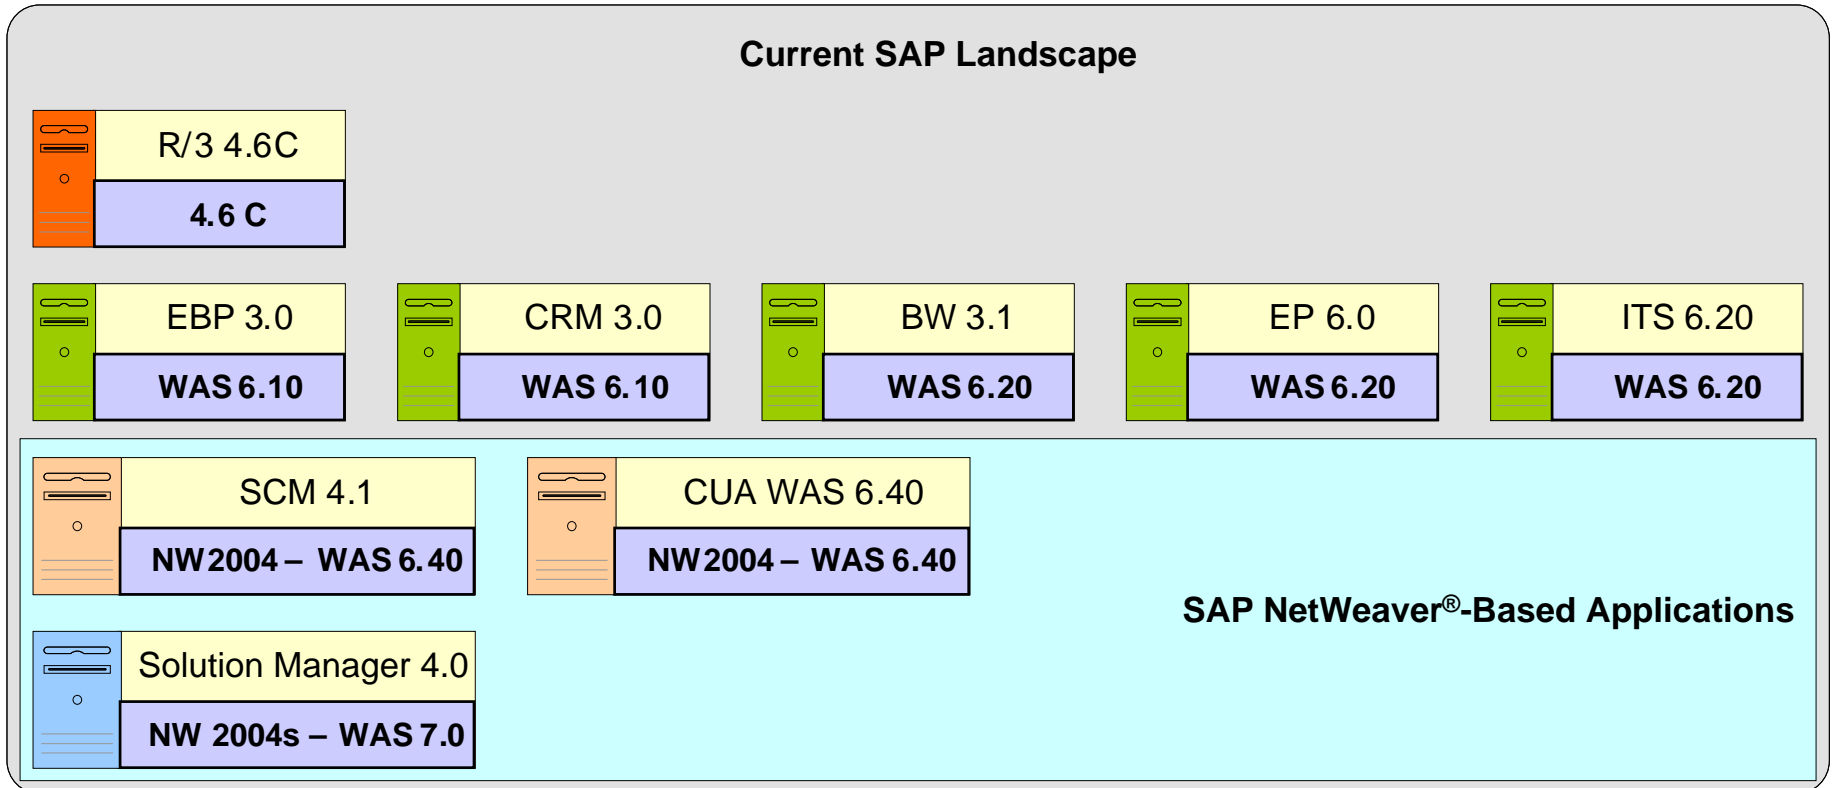 Current SAP Landscape
R/3 4.6C
4.6 C
EBP 3.0
WAS 6.10
CRM 3.0
WAS 6.10
BW 3.1
WAS 6.20
EP 6.0
WAS 6.20
ITS 6.20
WAS 6.20
SCM 4.1
NW2004 – WAS 6.40
CUA WAS 6.40
NW2004 – WAS 6.40
SAP NetWeaver®-Based Applications
Solution Manager 4.0
NW 2004s – WAS 7.0